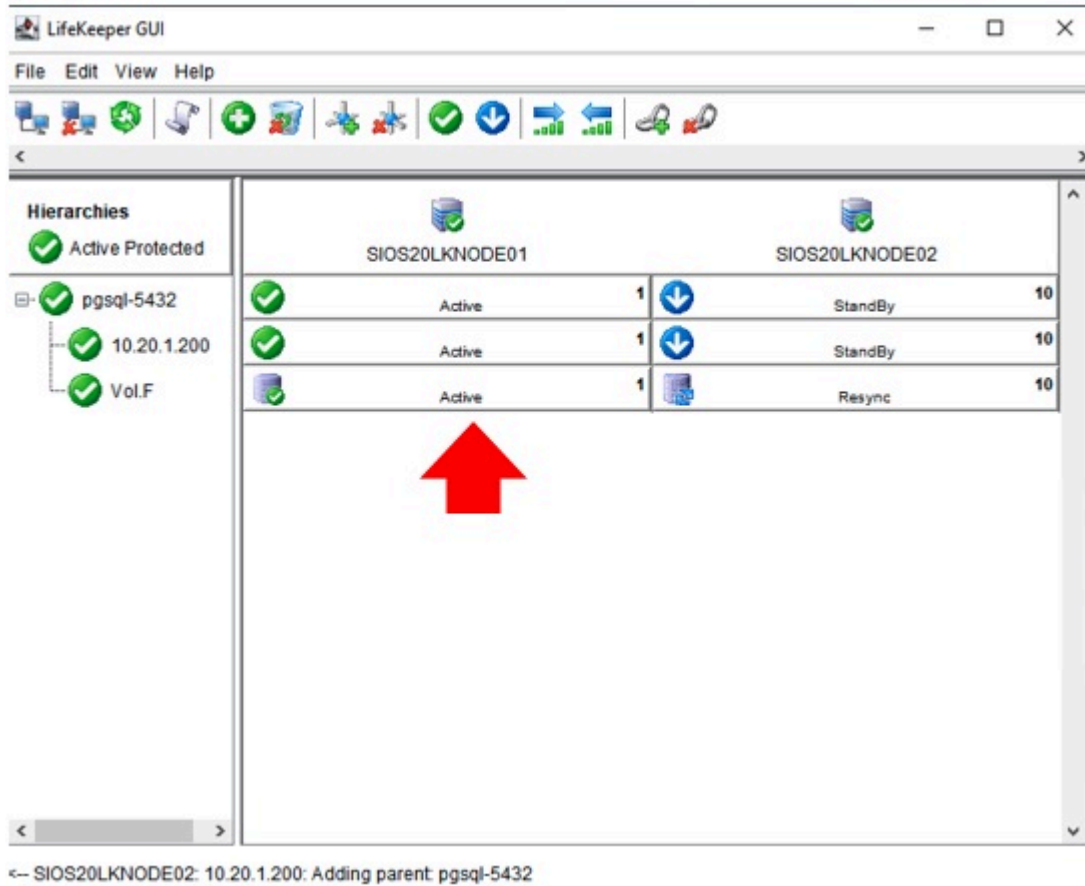 LifeKeeper GUI
File Edit View Help
Hierarchies
Active Protected
SIOS20LKNODE01
SIOS20LKNODE02
pgsql-5432
Active 1
StandBy 10
10.20.1.200
Active 1
StandBy 10
Vol.F
Active 1
Resync 10
<-- SIOS20LKNODE02: 10.20.1.200: Adding parent: pgsql-5432